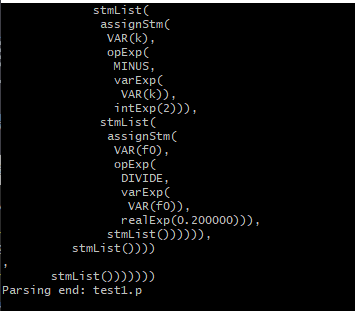 stmList(
assignStm(
VAR(k),
opExp(
MINUS,
varExp(
VAR(k)),
intExp(2))),
stmList(
assignStm(
VAR(f0),
opExp(
DIVIDE,
varExp(
VAR(f0)),
realExp(0.200000))),
stmList()))))),
stmList())))
,
stmList()))))))
Parsing end: test1.p